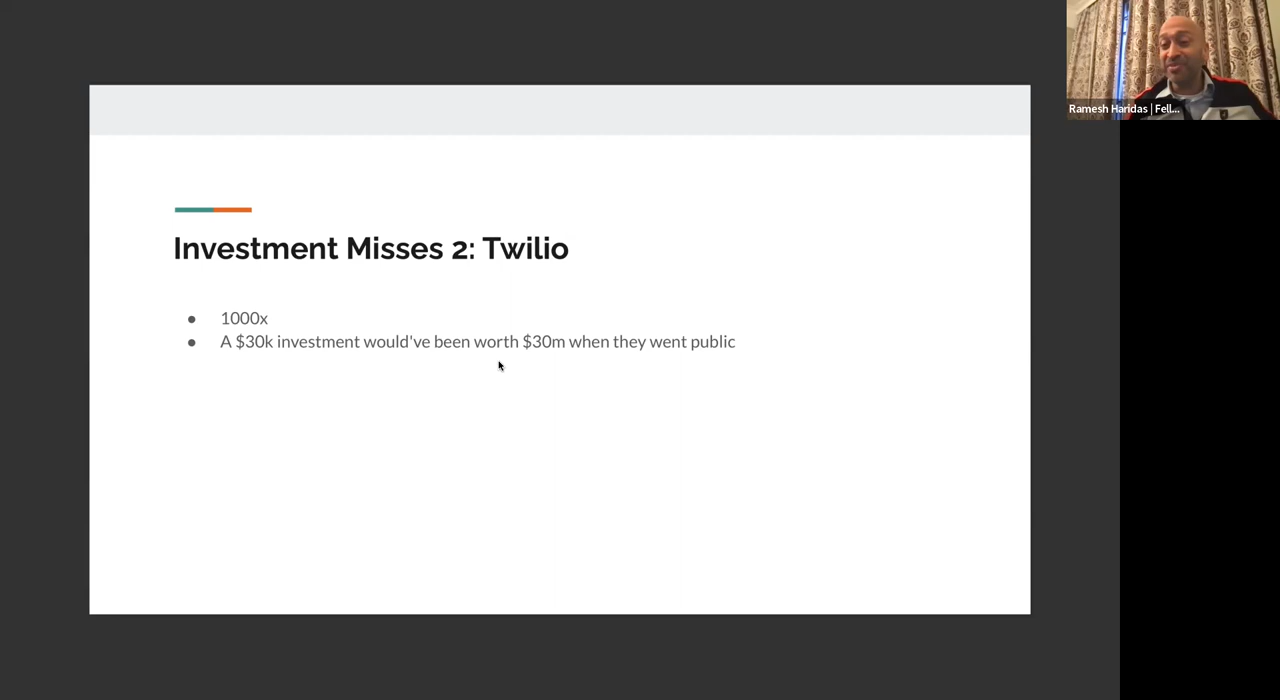 Ramesh Haridas | Fell...
Investment Misses 2: Twilio
● 1000x
● A $30k investment would've been worth $30m when they went public